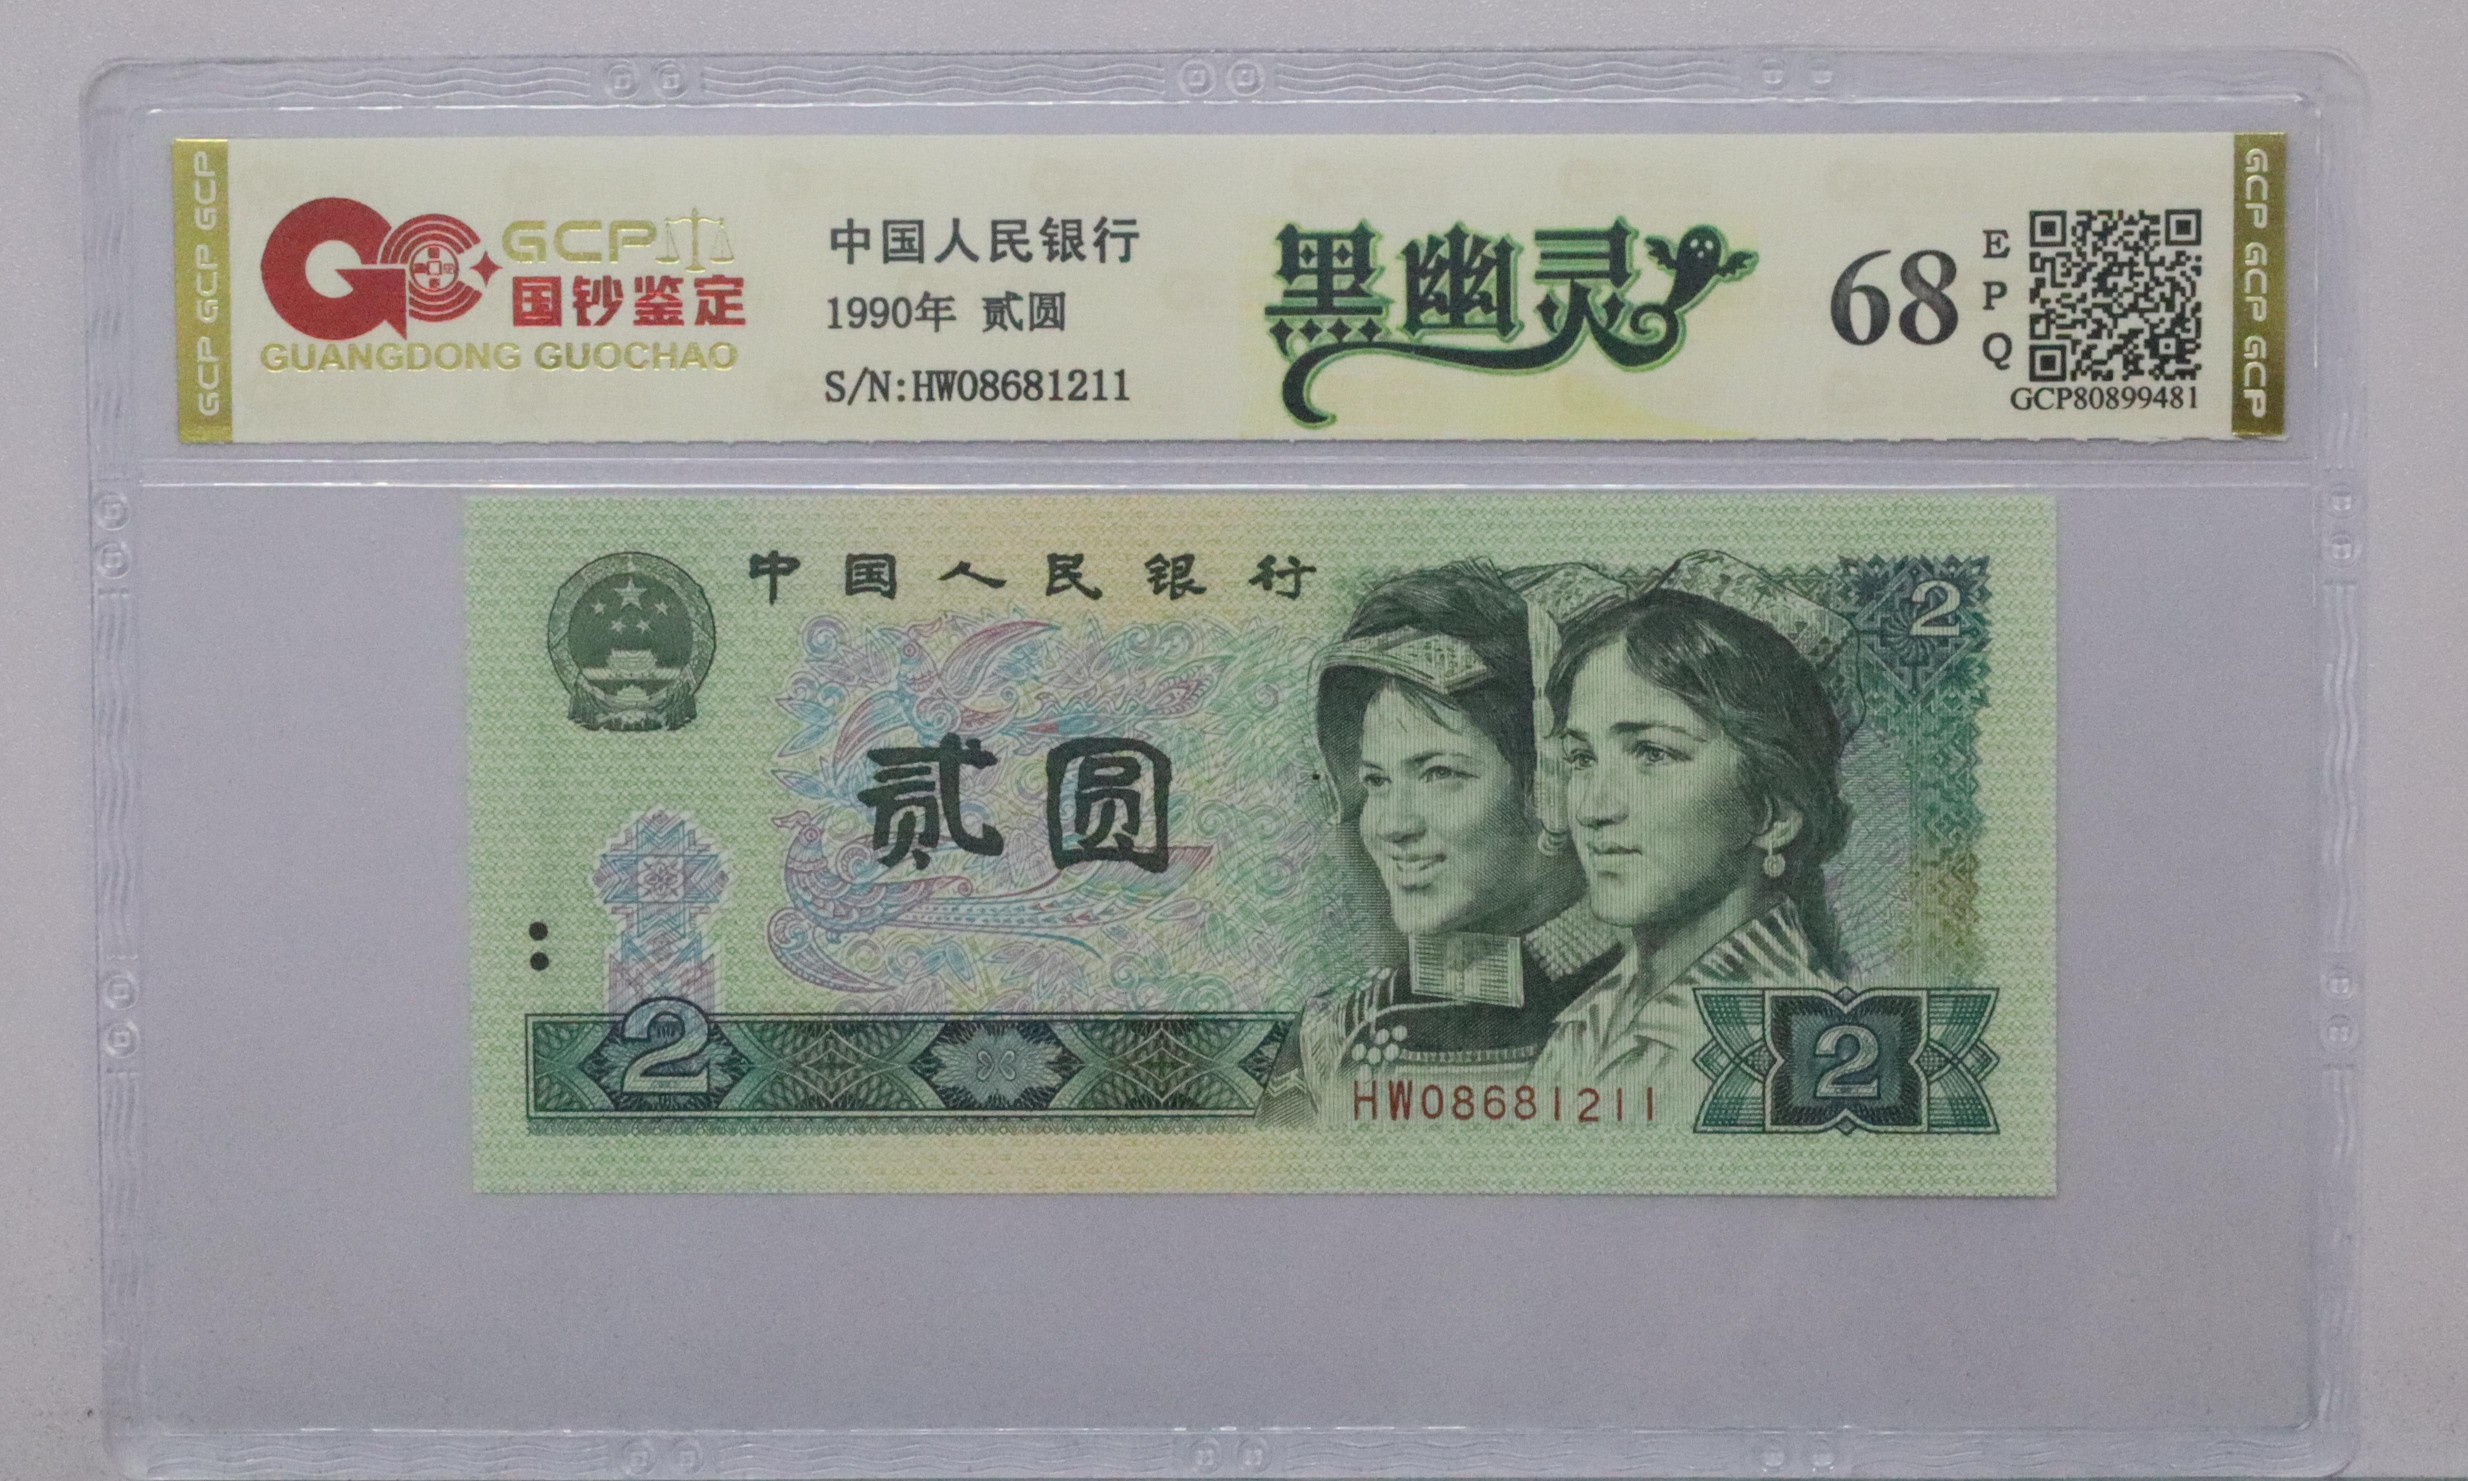 GCP GCP GCP
GCP
国钞鉴定
GUANGDONG GUOCHAO
中国人民银行
1990年 贰圆
S/N:HW08681211
黑幽灵
68
EPQ
GCP80899481
GCP GCP GCP
中国人民银行
2
贰圆
2
HW08681211
2